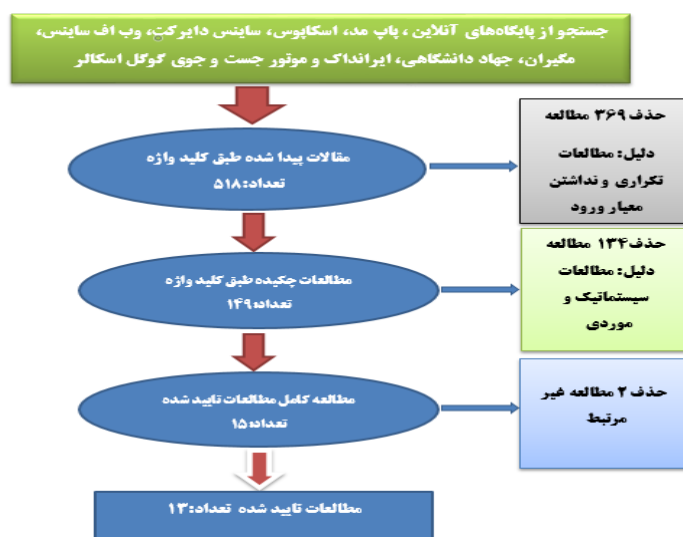 جستجو از پایگاه‌های آنلاین ، پاپ مد، اسکاپوس، ساینس دایرکت، وب اف ساینس،
مگیران، جهاد دانشگاهی، ایرانداک و موتور جست و جوی گوگل اسکالر
مقالات پیدا شده طبق کلید واژه
تعداد:۵۱۸
حذف ۳۶۹ مطالعه
دلیل: مطالعات
تکراری و نداشتن
معیار ورود
مطالعات چکیده طبق کلید واژه
تعداد:۱۴۹
حذف۱۳۴ مطالعه
دلیل: مطالعات
سیستماتیک و
موردی
مطالعه کامل مطالعات تایید شده
تعداد:۱۵
حذف ۲ مطالعه غیر
مرتبط
مطالعات تایید شده تعداد:۱۳